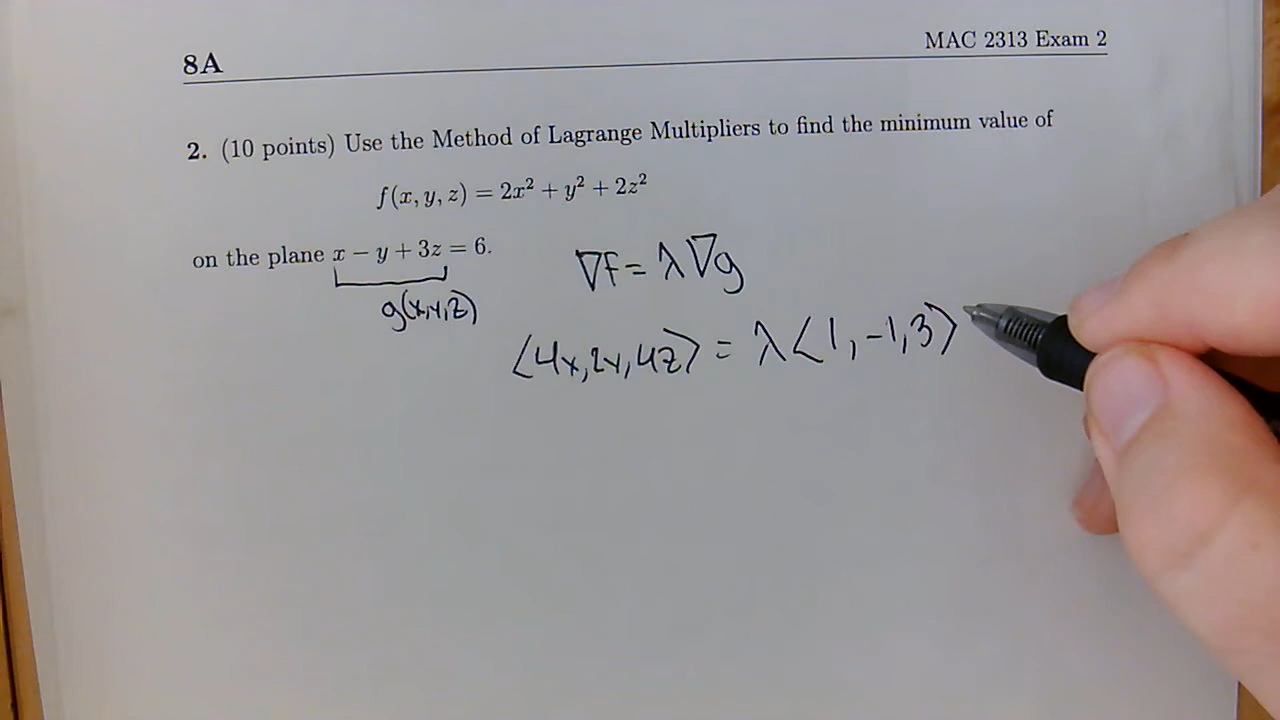 8A MAC 2313 Exam 2
2. (10 points) Use the Method of Lagrange Multipliers to find the minimum value of
f(x, y, z) = 2x² + y² + 2z²
on the plane x − y + 3z = 6.
∇f = λ∇g
g(x,y,z)
⟨4x, 2y, 4z⟩ = λ⟨1, -1, 3⟩